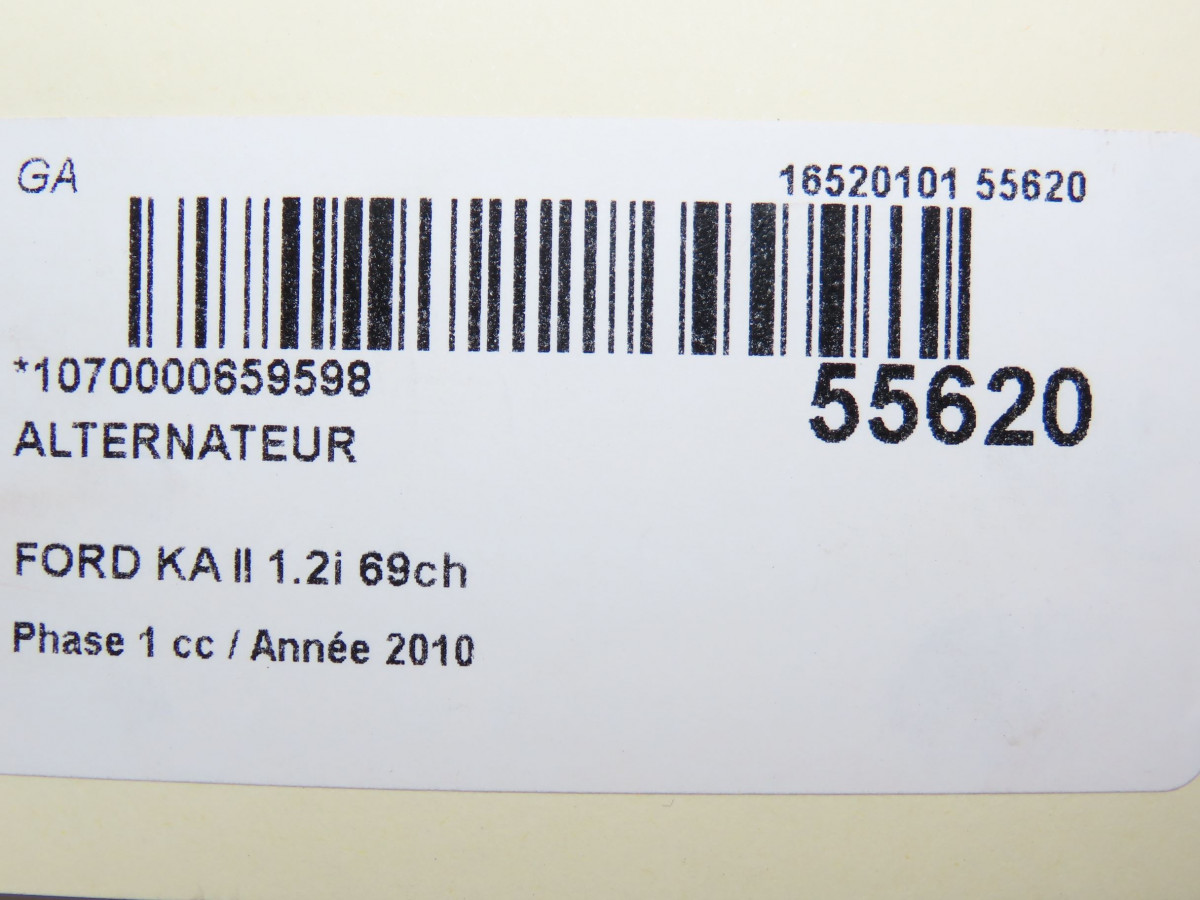 GA
16520101 55620
*1070000659598
55620
ALTERNATEUR
FORD KA II 1.2i 69ch
Phase 1 cc / Année 2010